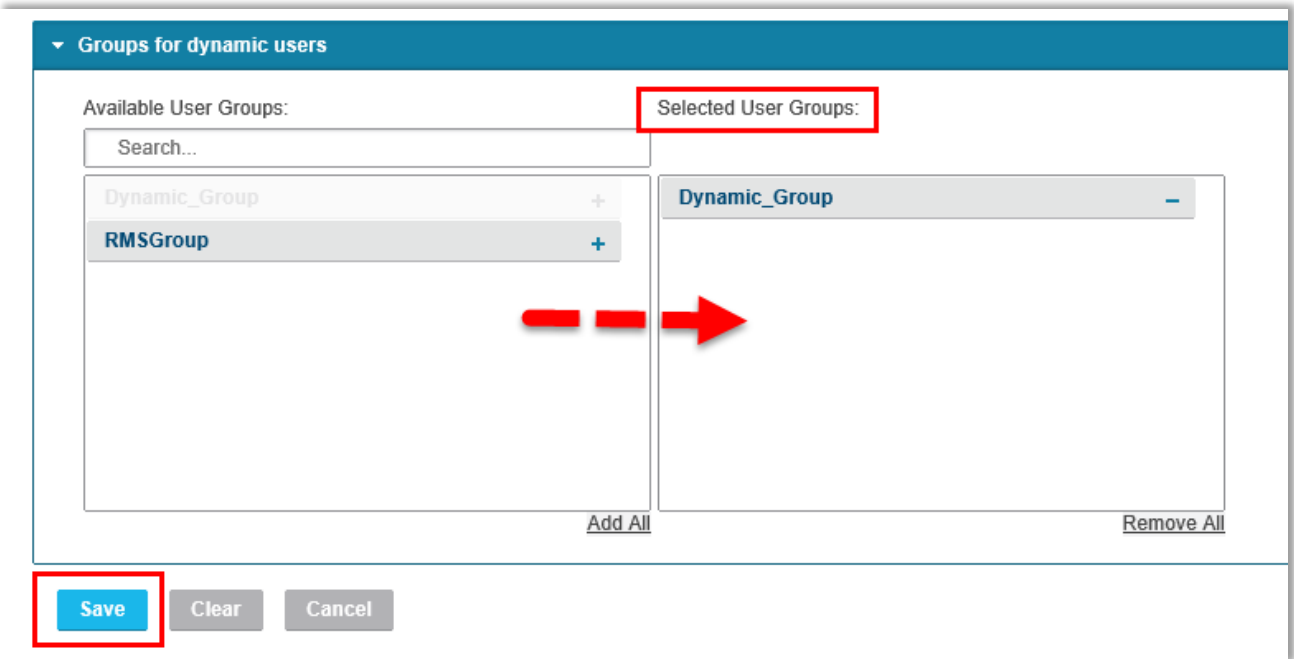 Groups for dynamic users
Available User Groups:
Selected User Groups:
Search...
Dynamic_Group +
Dynamic_Group −
RMSGroup +
Add All
Remove All
Save
Clear
Cancel